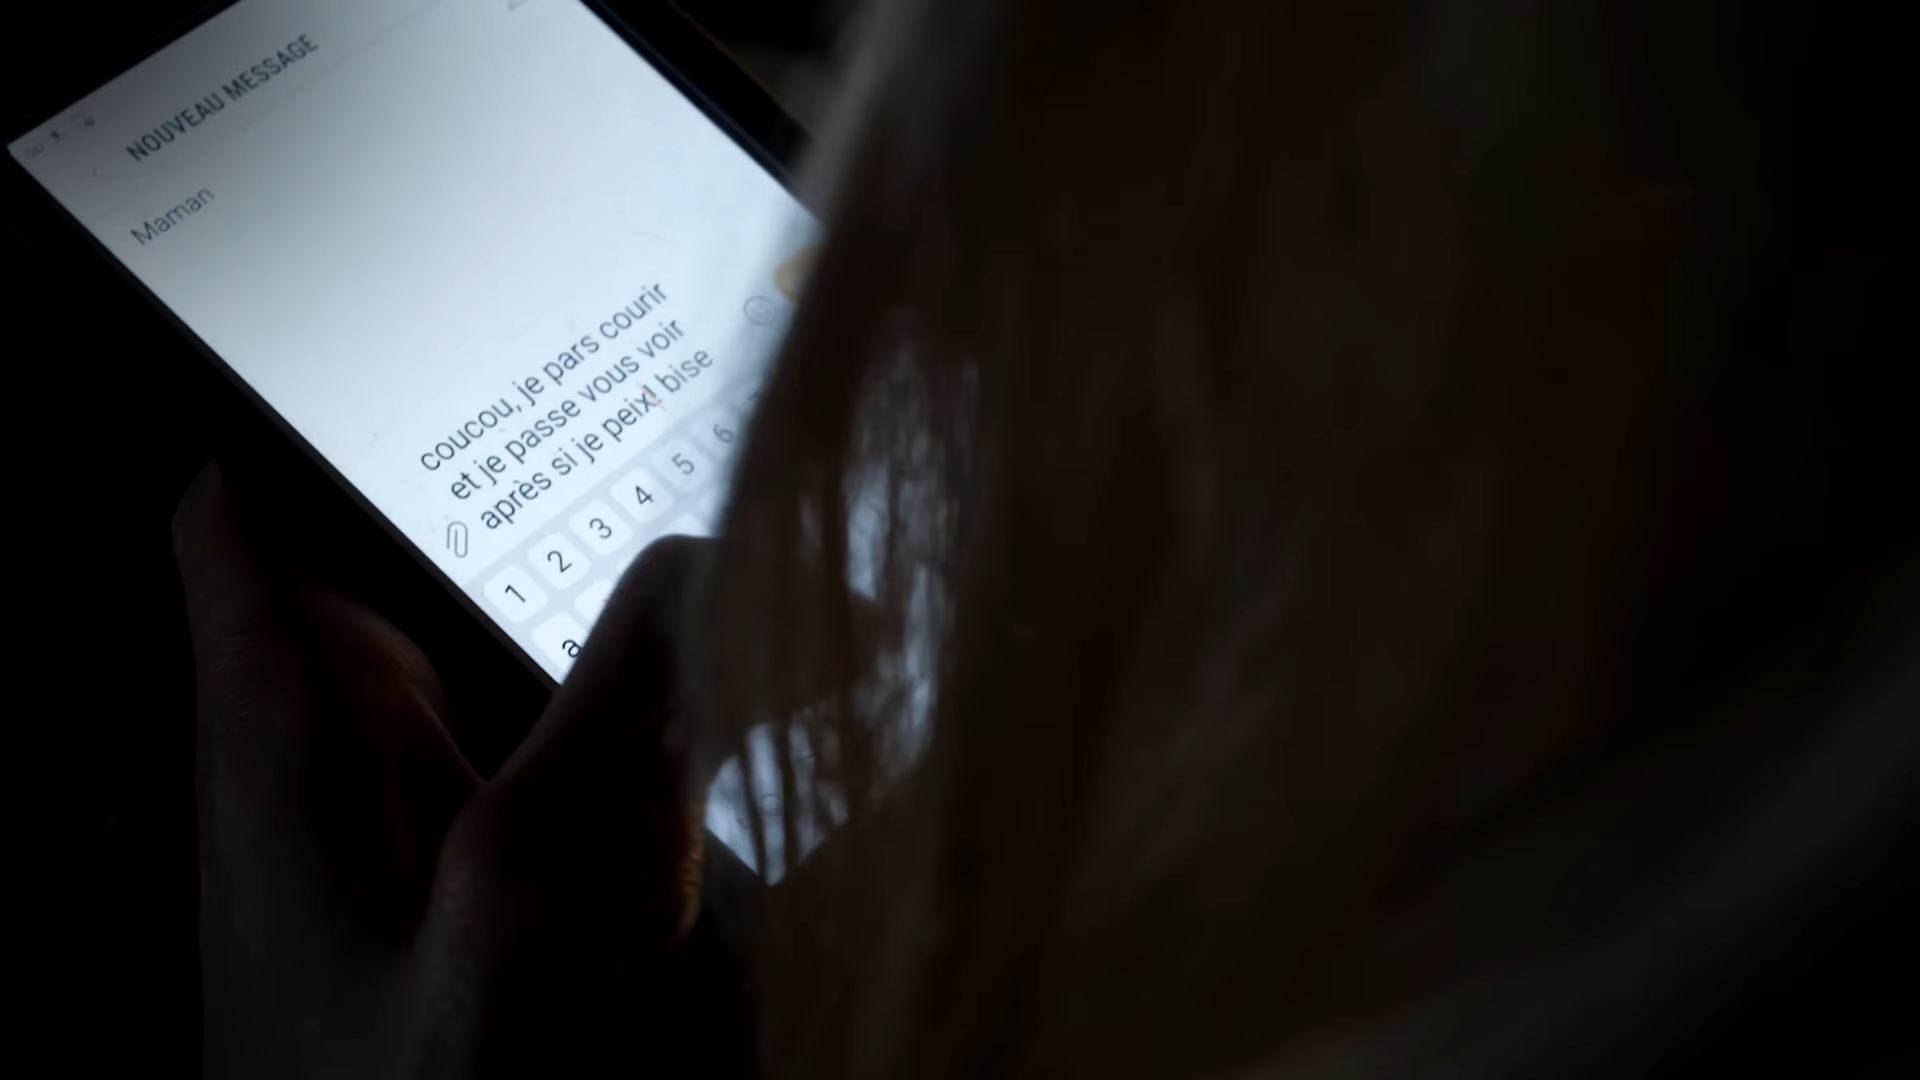 NOUVEAU MESSAGE
Maman
coucou, je pars courir
et je passe vous voir
après si je peix! bise
1 2 3 4 5 6
a